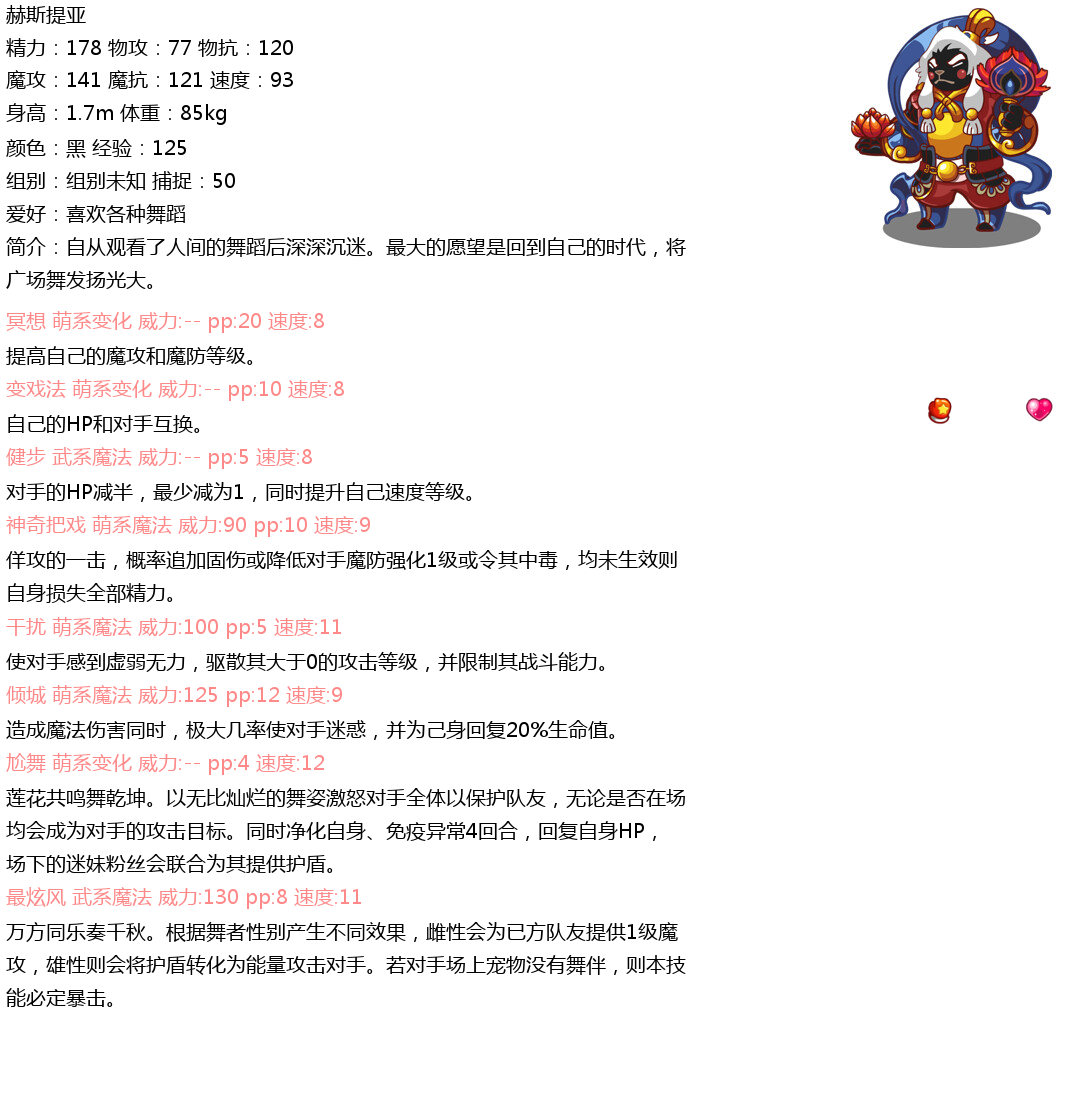 赫斯提亚
精力：178 物攻：77 物抗：120
魔攻：141 魔抗：121 速度：93
身高：1.7m 体重：85kg
颜色：黑 经验：125
组别：组别未知 捕捉：50
爱好：喜欢各种舞蹈
简介：自从观看了人间的舞蹈后深深沉迷。最大的愿望是回到自己的时代，将
广场舞发扬光大。
冥想 萌系变化 威力:-- pp:20 速度:8
提高自己的魔攻和魔防等级。
变戏法 萌系变化 威力:-- pp:10 速度:8
自己的HP和对手互换。
健步 武系魔法 威力:-- pp:5 速度:8
对手的HP减半，最少减为1，同时提升自己速度等级。
神奇把戏 萌系魔法 威力:90 pp:10 速度:9
佯攻的一击，概率追加固伤或降低对手魔防强化1级或令其中毒，均未生效则
自身损失全部精力。
干扰 萌系魔法 威力:100 pp:5 速度:11
使对手感到虚弱无力，驱散其大于0的攻击等级，并限制其战斗能力。
倾城 萌系魔法 威力:125 pp:12 速度:9
造成魔法伤害同时，极大几率使对手迷惑，并为己身回复20%生命值。
尬舞 萌系变化 威力:-- pp:4 速度:12
莲花共鸣舞乾坤。以无比灿烂的舞姿激怒对手全体以保护队友，无论是否在场
均会成为对手的攻击目标。同时净化自身、免疫异常4回合，回复自身HP，
场下的迷妹粉丝会联合为其提供护盾。
最炫风 武系魔法 威力:130 pp:8 速度:11
万方同乐奏千秋。根据舞者性别产生不同效果，雌性会为已方队友提供1级魔
攻，雄性则会将护盾转化为能量攻击对手。若对手场上宠物没有舞伴，则本技
能必定暴击。